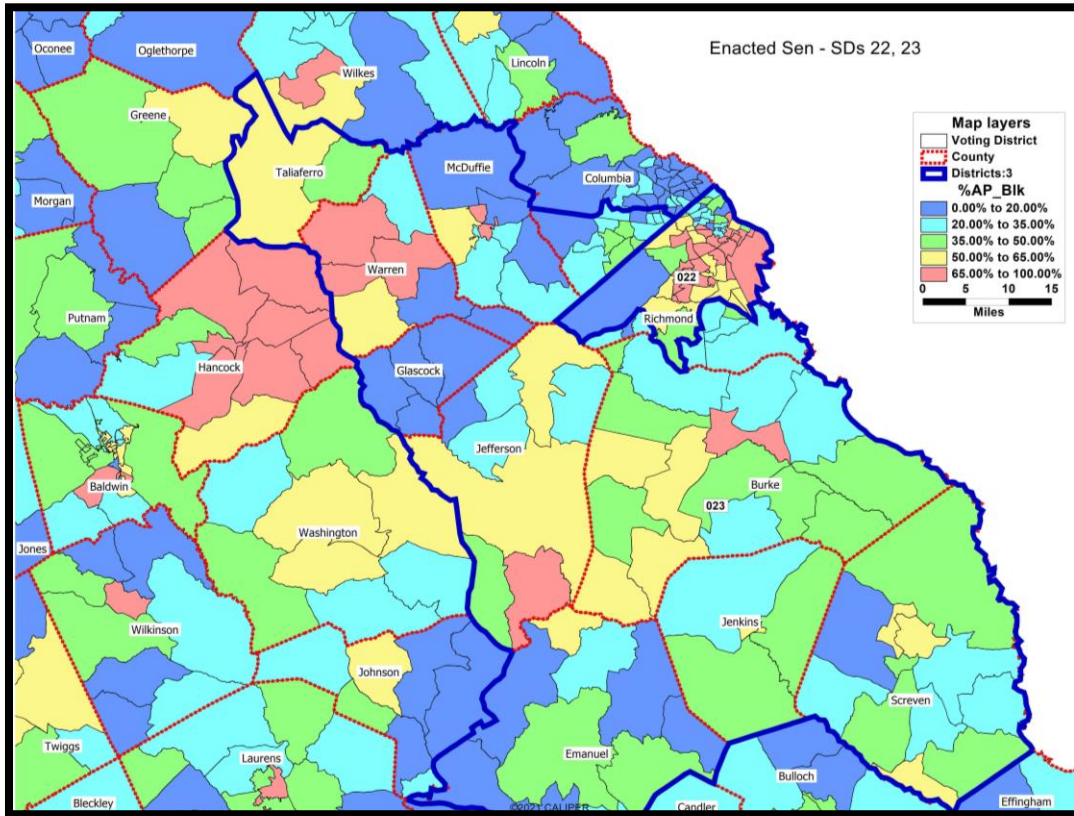 Enacted Sen - SDs 22, 23
Oconee
Oglethorpe
Wilkes
Lincoln
Greene
Taliaferro
McDuffie
Columbia
Morgan
Warren
022
Richmond
Putnam
Hancock
Glascock
Jefferson
Baldwin
Burke
023
Washington
Jones
Wilkinson
Jenkins
Johnson
Screven
Twiggs
Laurens
Emanuel
Bulloch
Bleckley
Candler
Effingham
©2021 CALIPER
Map layers
Voting District
County
Districts:3
%AP_Blk
0.00% to 20.00%
20.00% to 35.00%
35.00% to 50.00%
50.00% to 65.00%
65.00% to 100.00%
0 5 10 15
Miles